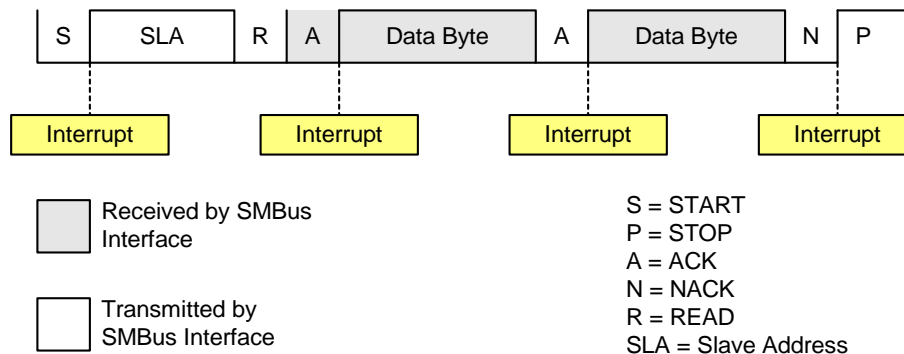 S SLA R A Data Byte A Data Byte N P
Interrupt Interrupt Interrupt Interrupt
Received by SMBus
Interface
Transmitted by
SMBus Interface
S = START
P = STOP
A = ACK
N = NACK
R = READ
SLA = Slave Address